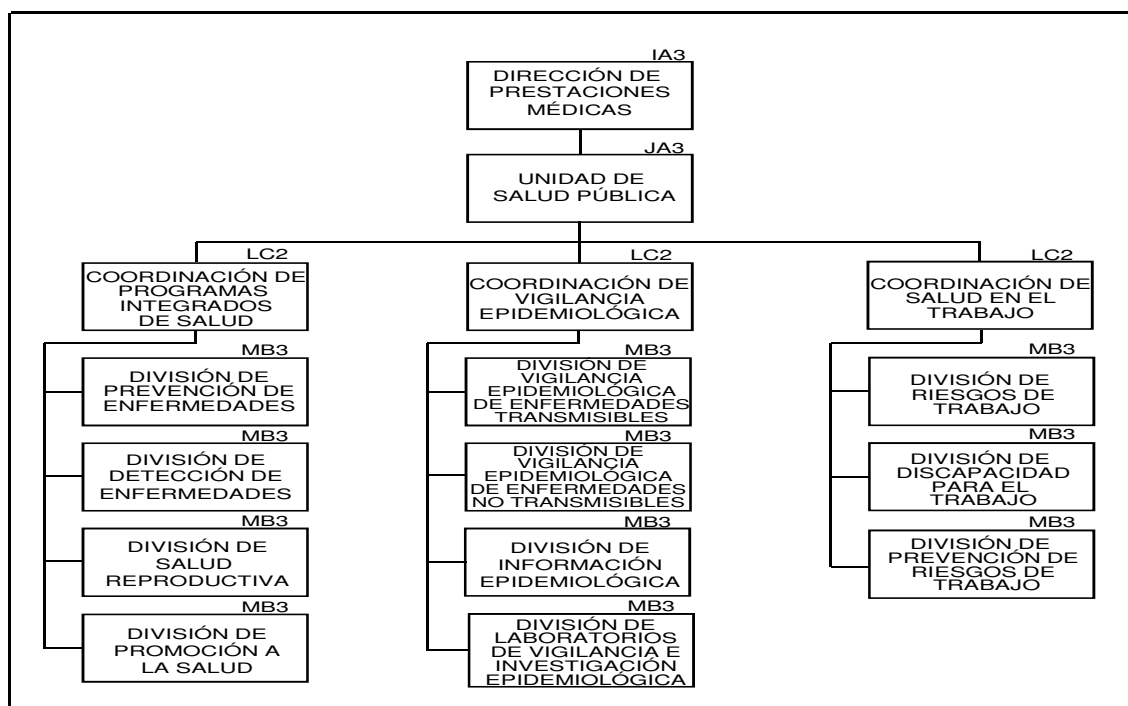 IA3
DIRECCIÓN DE
PRESTACIONES
MÉDICAS
JA3
UNIDAD DE
SALUD PÚBLICA
LC2
COORDINACIÓN DE
PROGRAMAS
INTEGRADOS
DE SALUD
MB3
DIVISIÓN DE
PREVENCIÓN DE
ENFERMEDADES
MB3
DIVISIÓN DE
DETECCIÓN DE
ENFERMEDADES
MB3
DIVISIÓN DE
SALUD
REPRODUCTIVA
MB3
DIVISIÓN DE
PROMOCIÓN A
LA SALUD
LC2
COORDINACIÓN DE
VIGILANCIA
EPIDEMIOLÓGICA
MB3
DIVISIÓN DE
VIGILANCIA
EPIDEMIOLÓGICA
DE ENFERMEDADES
TRANSMISIBLES
MB3
DIVISIÓN DE
VIGILANCIA
EPIDEMIOLÓGICA
DE ENFERMEDADES
NO TRANSMISIBLES
MB3
DIVISIÓN DE
INFORMACIÓN
EPIDEMIOLÓGICA
MB3
DIVISIÓN DE
LABORATORIOS
DE VIGILANCIA E
INVESTIGACIÓN
EPIDEMIOLÓGICA
LC2
COORDINACIÓN DE
SALUD EN EL
TRABAJO
MB3
DIVISIÓN DE
RIESGOS DE
TRABAJO
MB3
DIVISIÓN DE
DISCAPACIDAD
PARA EL
TRABAJO
MB3
DIVISIÓN DE
PREVENCIÓN DE
RIESGOS DE
TRABAJO